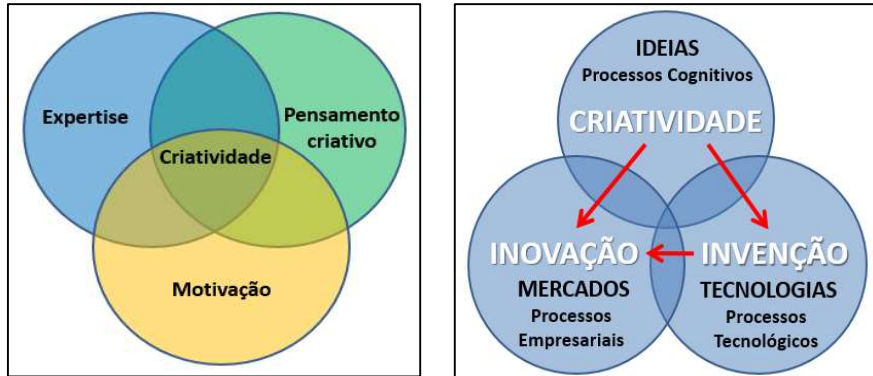 Expertise
Pensamento
criativo
Criatividade
Motivação
IDEIAS
Processos Cognitivos
CRIATIVIDADE
INOVAÇÃO
MERCADOS
Processos
Empresariais
INVENÇÃO
TECNOLOGIAS
Processos
Tecnológicos